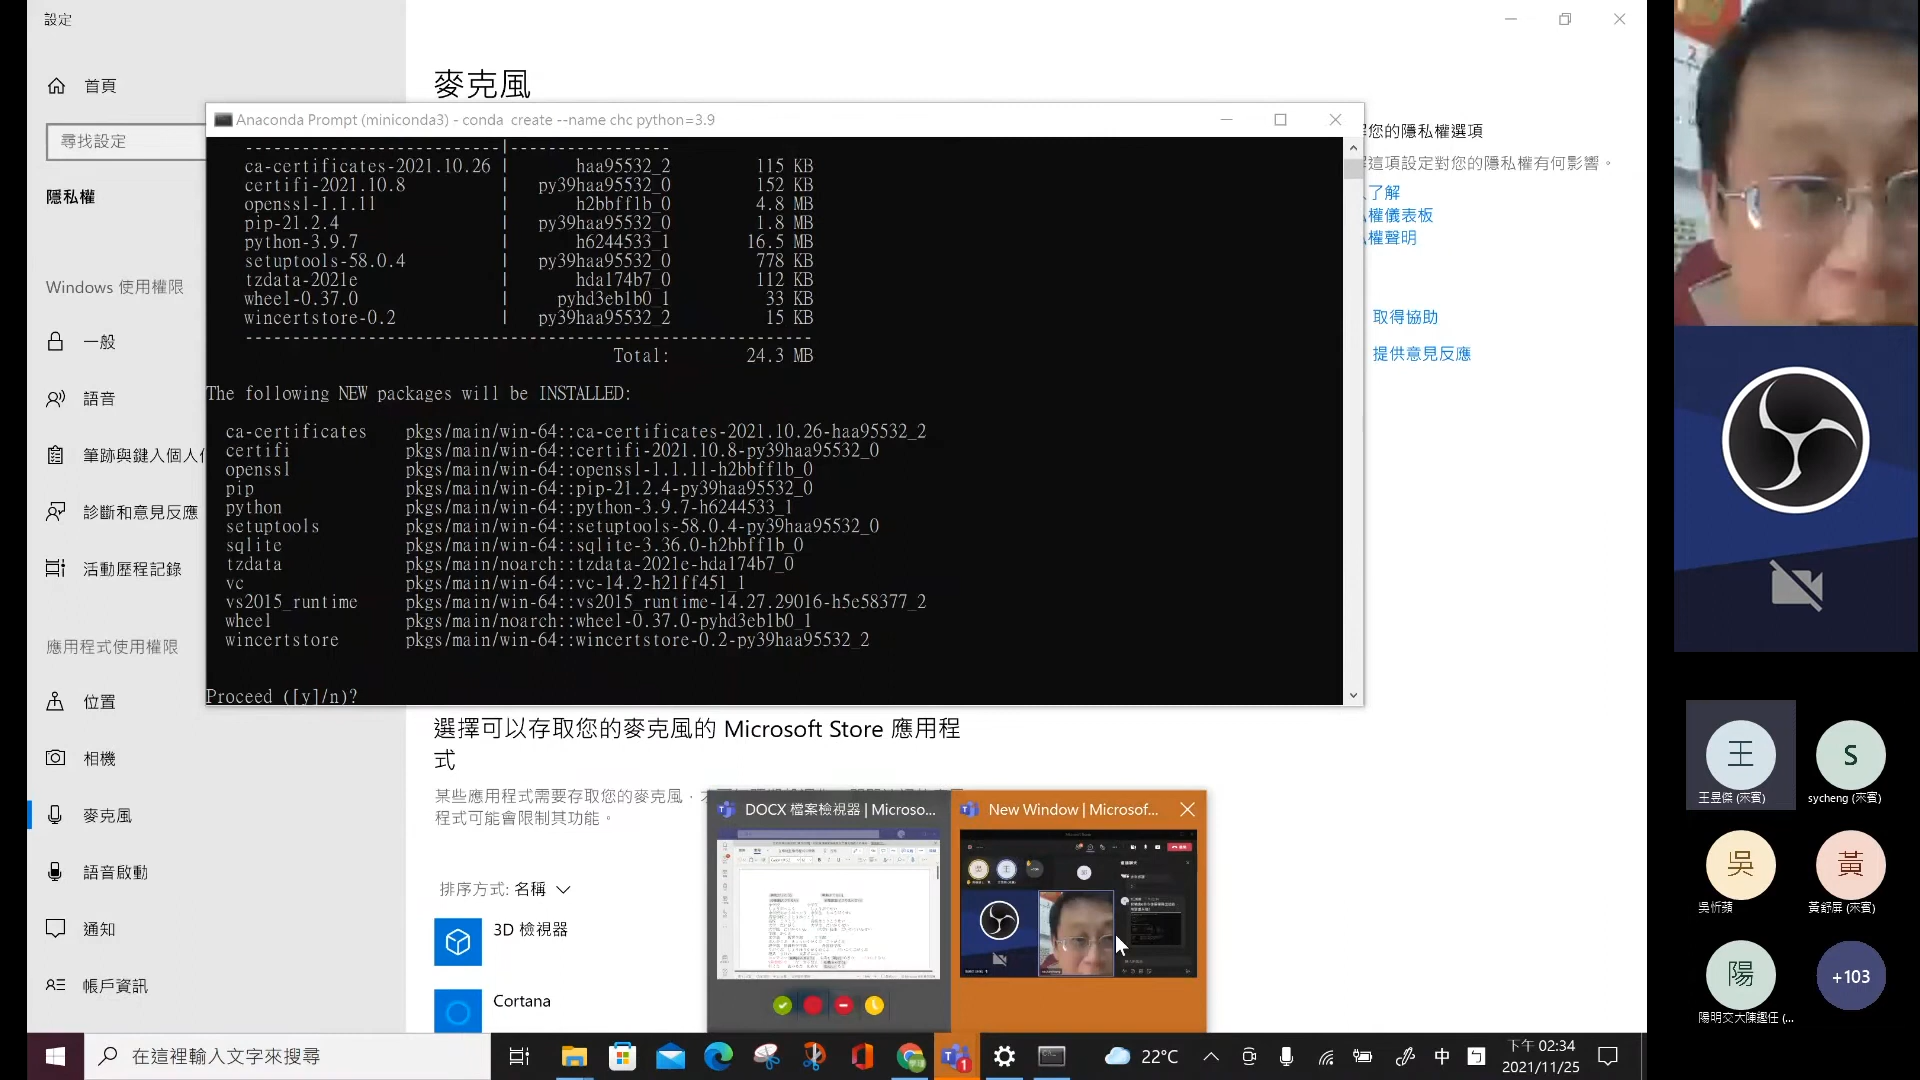 設定
首頁
尋找設定
隱私權
Windows 使用權限
一般
語音
筆跡與鍵入個人
診斷和意見反應
活動歷程記錄
應用程式使用權限
位置
相機
麥克風
語音啟動
通知
帳戶資訊
麥克風
Anaconda Prompt (miniconda3) - conda  create --name chc python=3.9
---------------------------|-----------------
ca-certificates-2021.10.26 | haa95532_2 115 KB
certifi-2021.10.8 | py39haa95532_0 152 KB
openssl-1.1.1l | h2bbff1b_0 4.8 MB
pip-21.2.4 | py39haa95532_0 1.8 MB
python-3.9.7 | h6244533_1 16.5 MB
setuptools-58.0.4 | py39haa95532_0 778 KB
tzdata-2021e | hda174b7_0 112 KB
wheel-0.37.0 | pyhd3eb1b0_1 33 KB
wincertstore-0.2 | py39haa95532_2 15 KB
------------------------------------------------------------
Total: 24.3 MB
The following NEW packages will be INSTALLED:
ca-certificates pkgs/main/win-64::ca-certificates-2021.10.26-haa95532_2
certifi pkgs/main/win-64::certifi-2021.10.8-py39haa95532_0
openssl pkgs/main/win-64::openssl-1.1.1l-h2bbff1b_0
pip pkgs/main/win-64::pip-21.2.4-py39haa95532_0
python pkgs/main/win-64::python-3.9.7-h6244533_1
setuptools pkgs/main/win-64::setuptools-58.0.4-py39haa95532_0
sqlite pkgs/main/win-64::sqlite-3.36.0-h2bbff1b_0
tzdata pkgs/main/noarch::tzdata-2021e-hda174b7_0
vc pkgs/main/win-64::vc-14.2-h21ff451_1
vs2015_runtime pkgs/main/win-64::vs2015_runtime-14.27.29016-h5e58377_2
wheel pkgs/main/noarch::wheel-0.37.0-pyhd3eb1b0_1
wincertstore pkgs/main/win-64::wincertstore-0.2-py39haa95532_2
Proceed ([y]/n)?
您的隱私權選項
這項設定對您的隱私權有何影響。
了解
權儀表板
權聲明
取得協助
提供意見反應
選擇可以存取您的麥克風的 Microsoft Store 應用程
式
某些應用程式需要存取您的麥克風，
程式可能會限制其功能。
排序方式: 名稱
3D 檢視器
Cortana
DOCX 檔案檢視器 | Microso...
New Window | Microsof...
王
王昱傑 (來賓)
S
sycheng (來賓)
吳
吳忻蘋
黃
黃舒屏 (來賓)
陽
陽明交大陳鏗任 (...
+103
在這裡輸入文字來搜尋
1
22°C
中
下午 02:34
2021/11/25